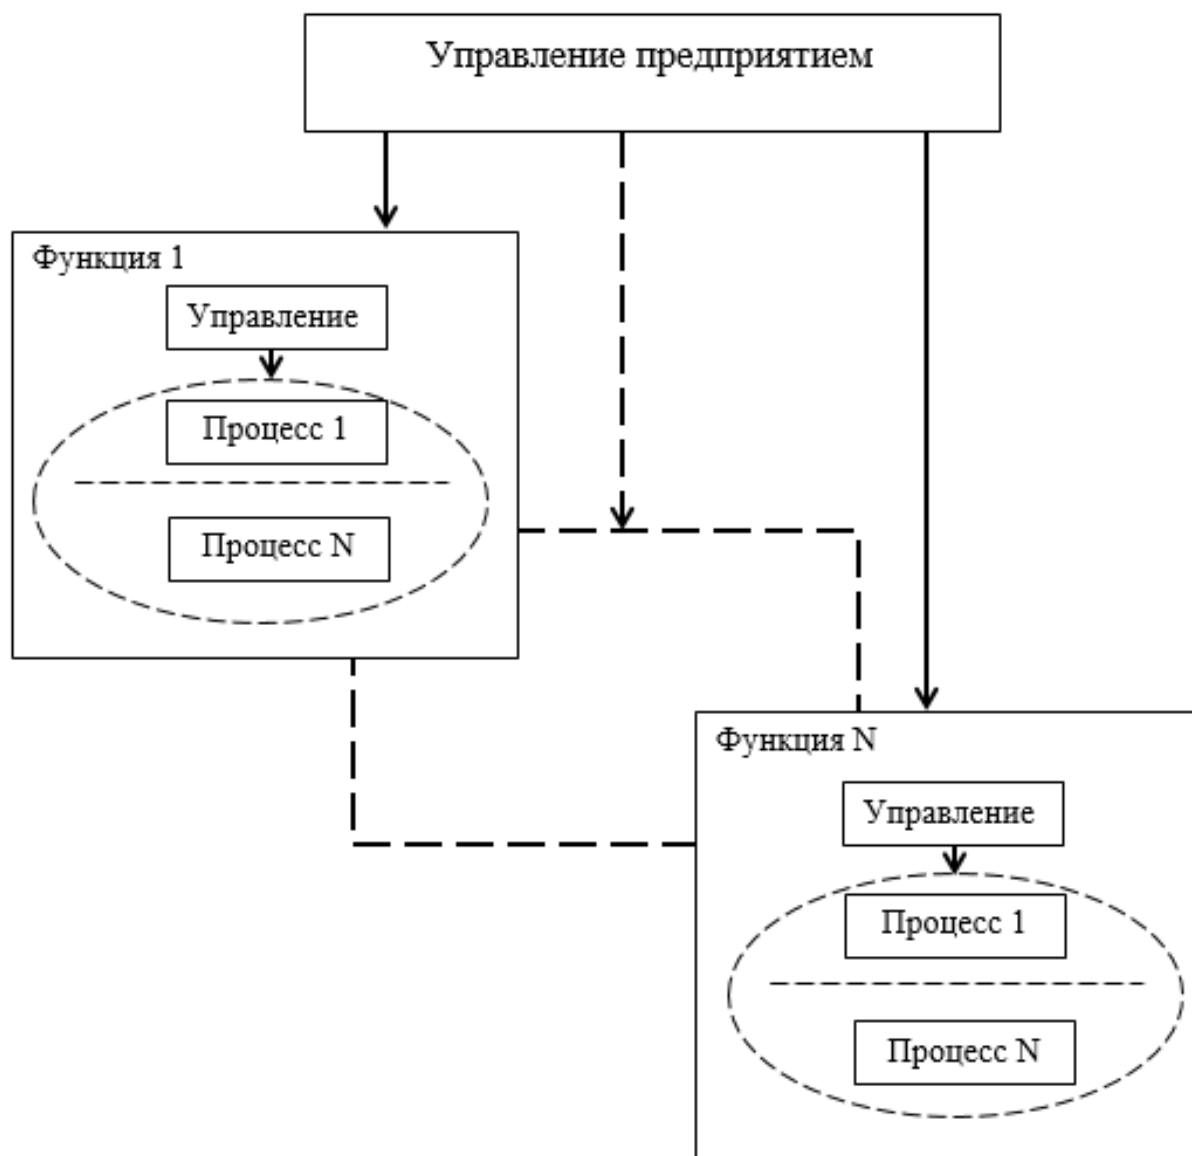 Управление предприятием
Функция 1
Управление
Процесс 1
Процесс N
Функция N
Управление
Процесс 1
Процесс N